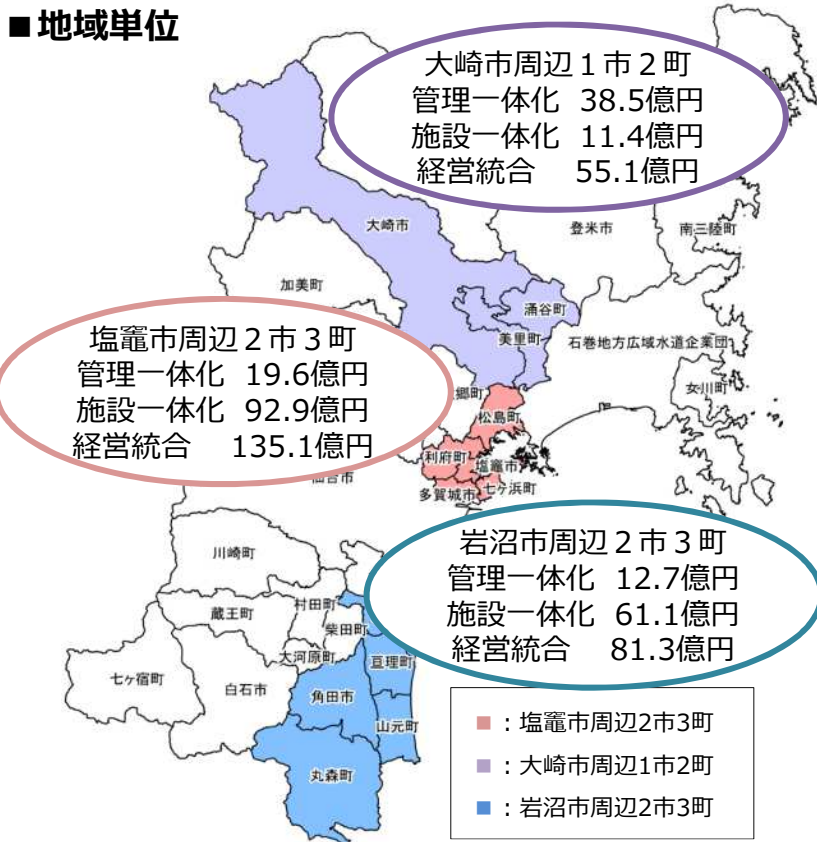 ■地域単位
大崎市周辺１市２町
管理一体化 38.5億円
施設一体化 11.4億円
経営統合 55.1億円
大崎市
登米市
南三陸町
加美町
涌谷町
美里町
石巻地方広域水道企業団
女川町
塩竈市周辺２市３町
管理一体化 19.6億円
施設一体化 92.9億円
経営統合 135.1億円
郷町
松島町
利府町
塩竈市
多賀城市
七ヶ浜町
台市
岩沼市周辺２市３町
管理一体化 12.7億円
施設一体化 61.1億円
経営統合 81.3億円
川崎町
村田町
蔵王町
柴田町
大河原町
亘理町
七ヶ宿町
白石市
角田市
山元町
丸森町
■：塩竈市周辺2市3町
■：大崎市周辺1市2町
■：岩沼市周辺2市3町